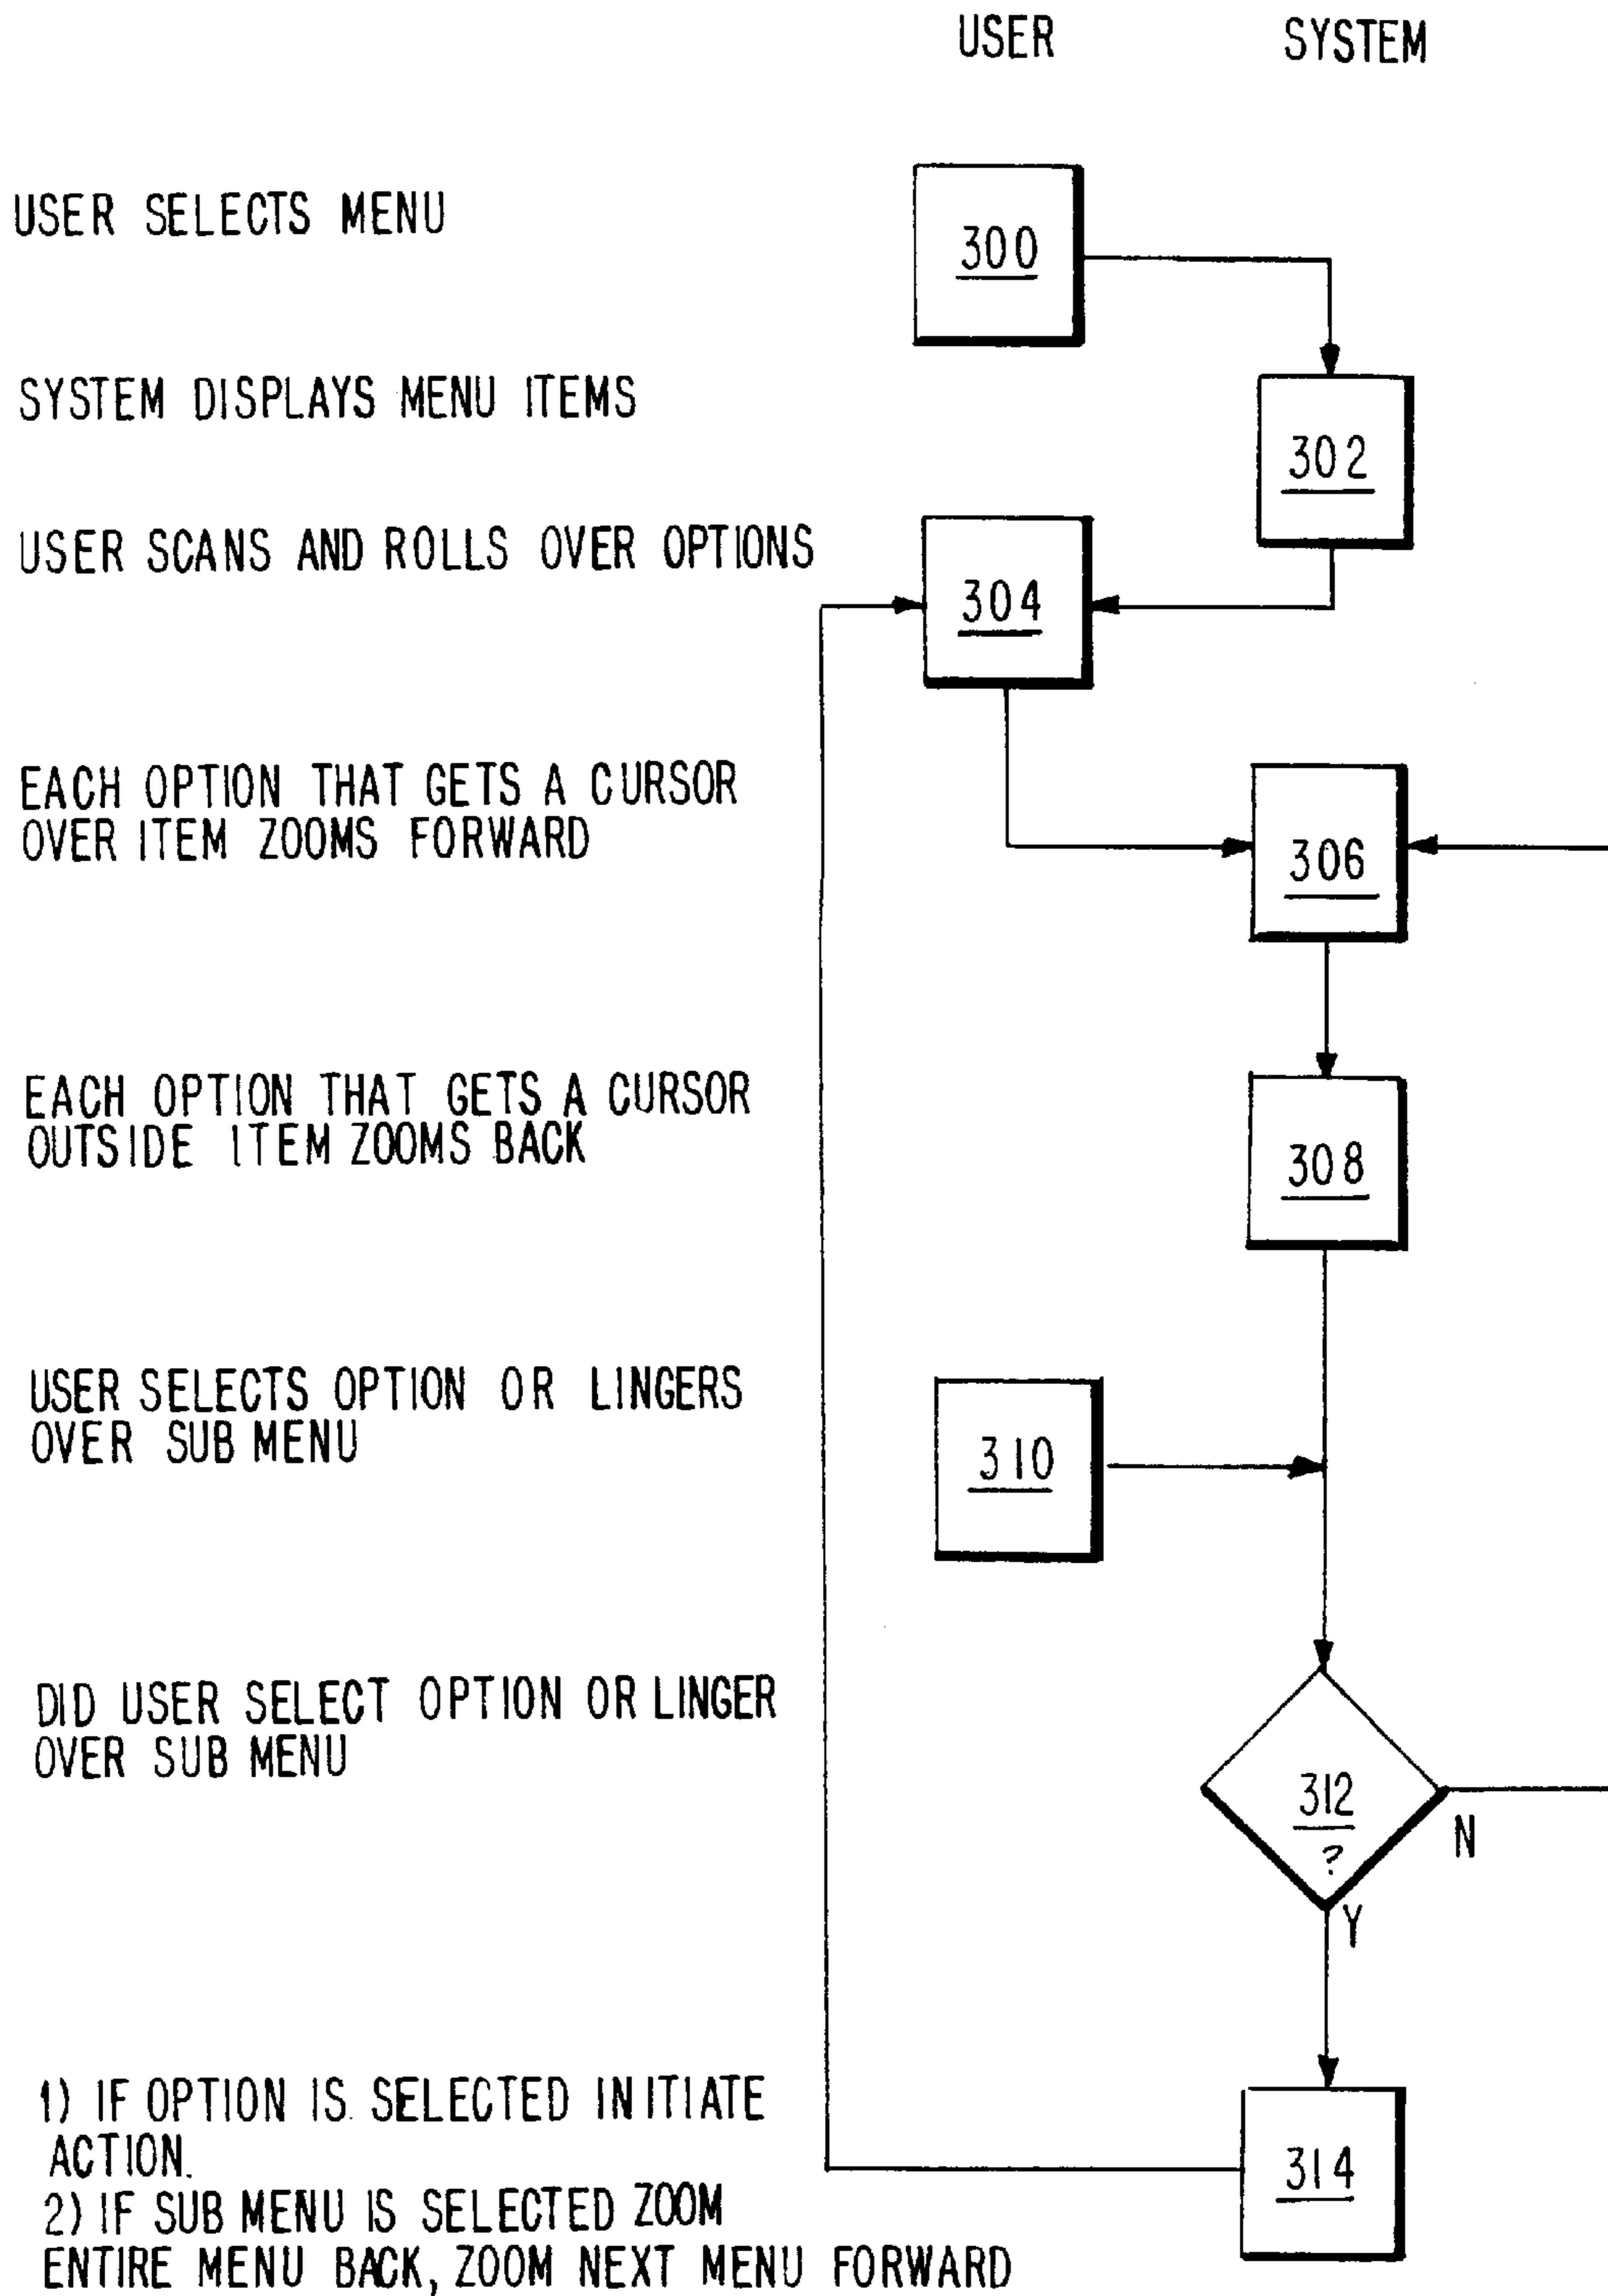 USER SYSTEM
USER SELECTS MENU
300
SYSTEM DISPLAYS MENU ITEMS
302
USER SCANS AND ROLLS OVER OPTIONS
304
EACH OPTION THAT GETS A CURSOR
OVER ITEM ZOOMS FORWARD
306
EACH OPTION THAT GETS A CURSOR
OUTSIDE ITEM ZOOMS BACK
308
USER SELECTS OPTION OR LINGERS
OVER SUB MENU
310
DID USER SELECT OPTION OR LINGER
OVER SUB MENU
312
?
N
Y
1) IF OPTION IS SELECTED INITIATE
ACTION.
2) IF SUB MENU IS SELECTED ZOOM
ENTIRE MENU BACK, ZOOM NEXT MENU FORWARD
314